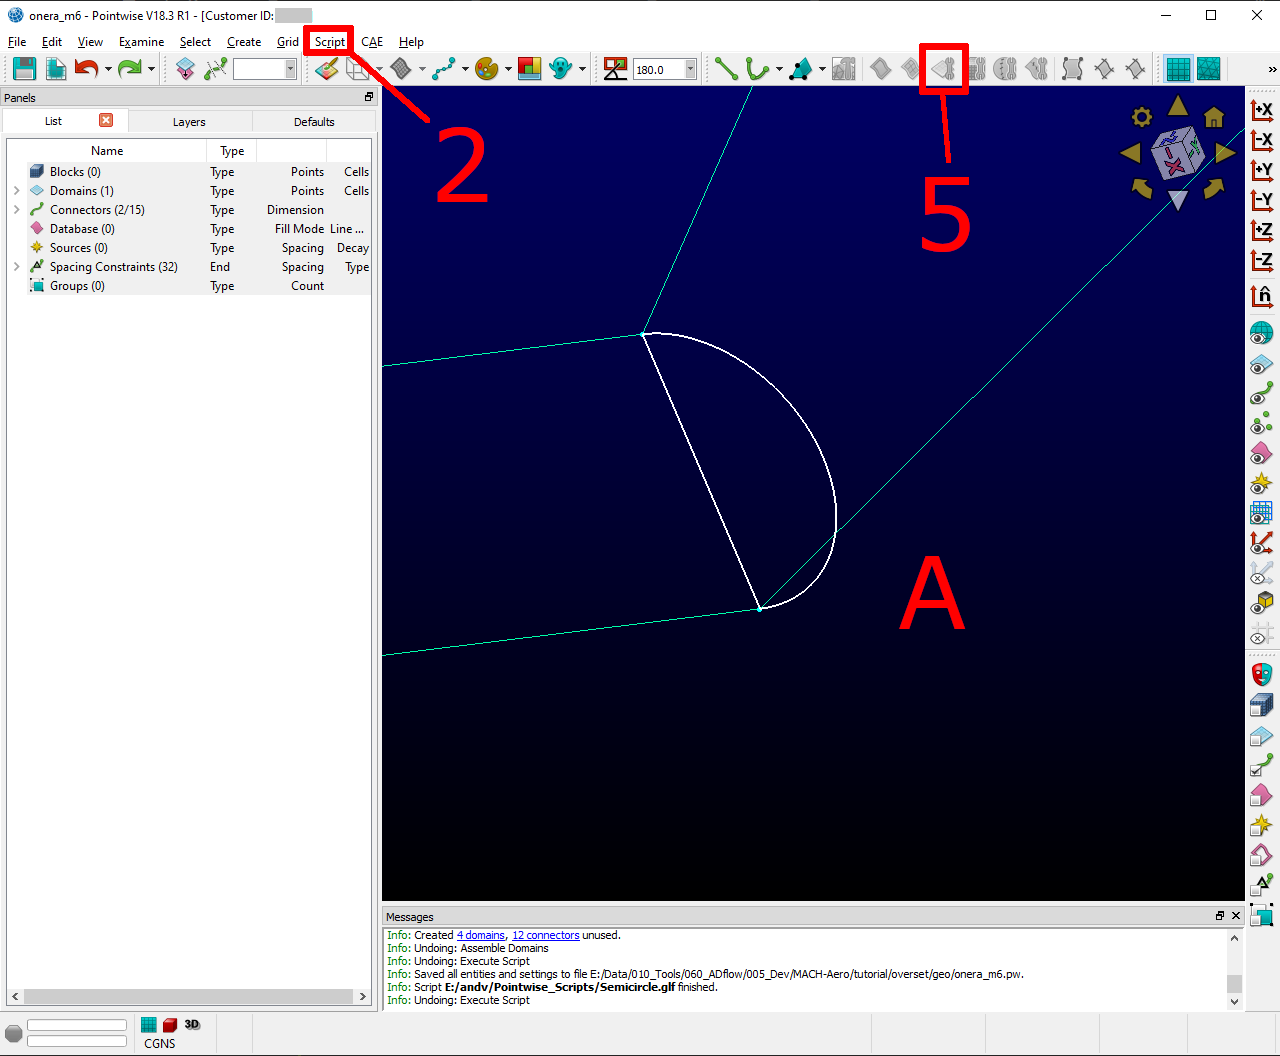 onera_m6 - Pointwise V18.3 R1 - [Customer ID:
File Edit View Examine Select Create Grid Script CAE Help
180.0
»
Panels
List Layers Defaults
Name Type
Blocks (0) Type Points Cells
Domains (1) Type Points Cells
Connectors (2/15) Type Dimension
Database (0) Type Fill Mode Line ...
Sources (0) Type Spacing Decay
Spacing Constraints (32) End Spacing Type
Groups (0) Type Count
2
5
A
+X
-X
+Y
-Y
+Z
-Z
n̂
Messages
Info: Created 4 domains, 12 connectors unused.
Info: Undoing: Assemble Domains
Info: Undoing: Execute Script
Info: Saved all entities and settings to file E:/Data/010_Tools/060_ADflow/005_Dev/MACH-Aero/tutorial/overset/geo/onera_m6.pw.
Info: Script E:/andv/Pointwise_Scripts/Semicircle.glf finished.
Info: Undoing: Execute Script
3D
CGNS